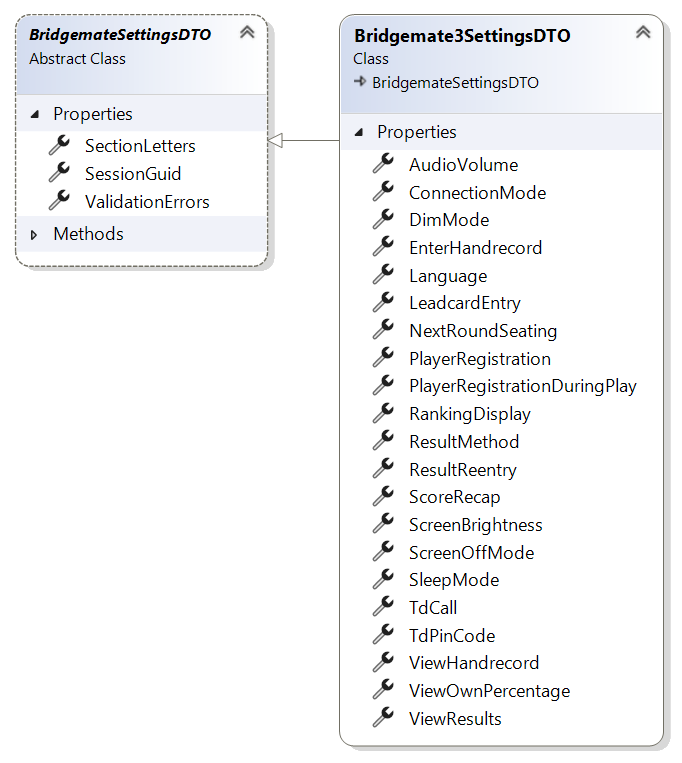 BridgemateSettingsDTO
Abstract Class
Properties
SectionLetters
SessionGuid
ValidationErrors
Methods
Bridgemate3SettingsDTO
Class
BridgemateSettingsDTO
Properties
AudioVolume
ConnectionMode
DimMode
EnterHandrecord
Language
LeadcardEntry
NextRoundSeating
PlayerRegistration
PlayerRegistrationDuringPlay
RankingDisplay
ResultMethod
ResultReentry
ScoreRecap
ScreenBrightness
ScreenOffMode
SleepMode
TdCall
TdPinCode
ViewHandrecord
ViewOwnPercentage
ViewResults